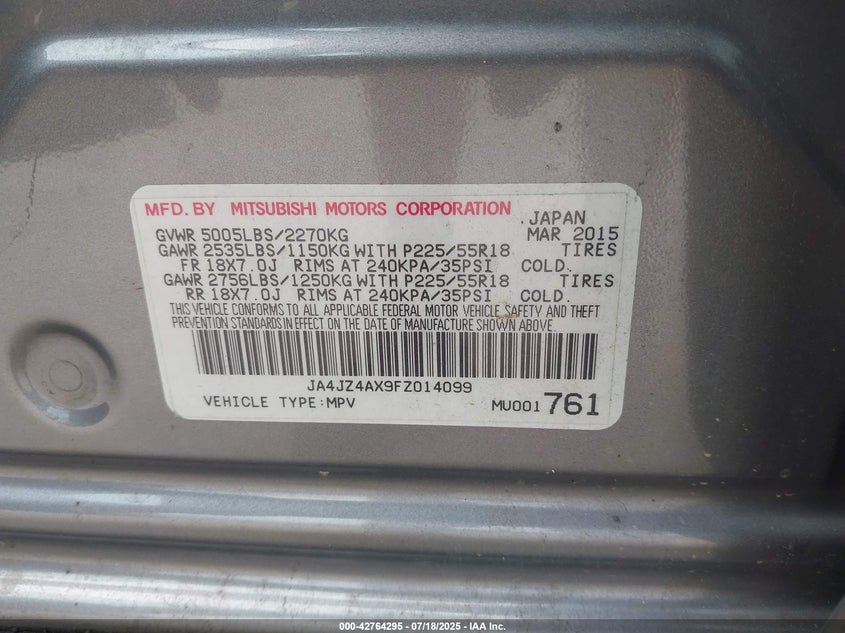 MFD. BY MITSUBISHI MOTORS CORPORATION
JAPAN
GVWR 5005LBS/2270KG MAR 2015
GAWR 2535LBS/1150KG WITH P225/55R18 TIRES
FR 18X7.0J RIMS AT 240KPA/35PSI COLD.
GAWR 2756LBS/1250KG WITH P225/55R18 TIRES
RR 18X7.0J RIMS AT 240KPA/35PSI COLD.
THIS VEHICLE CONFORMS TO ALL APPLICABLE FEDERAL MOTOR VEHICLE SAFETY AND THEFT
PREVENTION STANDARDS IN EFFECT ON THE DATE OF MANUFACTURE SHOWN ABOVE.
JA4JZ4AX9FZ014099
VEHICLE TYPE:MPV MU001761
000-42764295 - 07/18/2025 - IAA Inc.